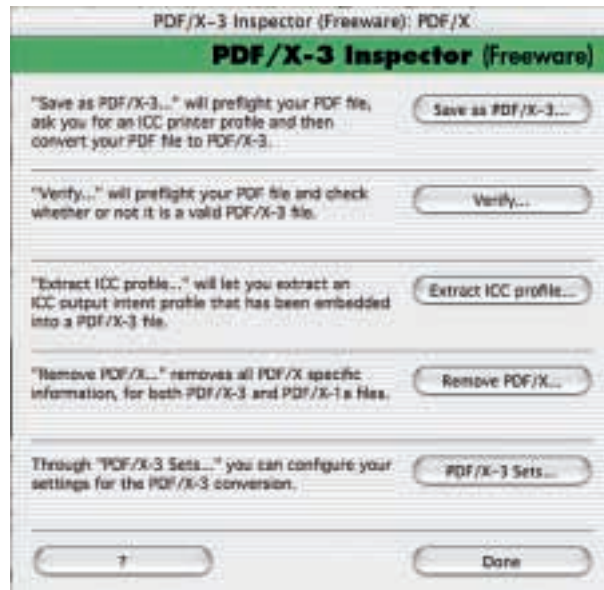 PDF/X-3 Inspector (Freeware): PDF/X
PDF/X-3 Inspector (Freeware)
"Save as PDF/X-3..." will preflight your PDF file,
ask you for an ICC printer profile and then
convert your PDF file to PDF/X-3.
Save as PDF/X-3...
"Verify..." will preflight your PDF file and check
whether or not it is a valid PDF/X-3 file.
Verify...
"Extract ICC profile..." will let you extract an
ICC output intent profile that has been embedded
into a PDF/X-3 file.
Extract ICC profile...
"Remove PDF/X..." removes all PDF/X specific
information, for both PDF/X-3 and PDF/X-1a files.
Remove PDF/X...
Through "PDF/X-3 Sets..." you can configure your
settings for the PDF/X-3 conversion.
PDF/X-3 Sets...
?
Done